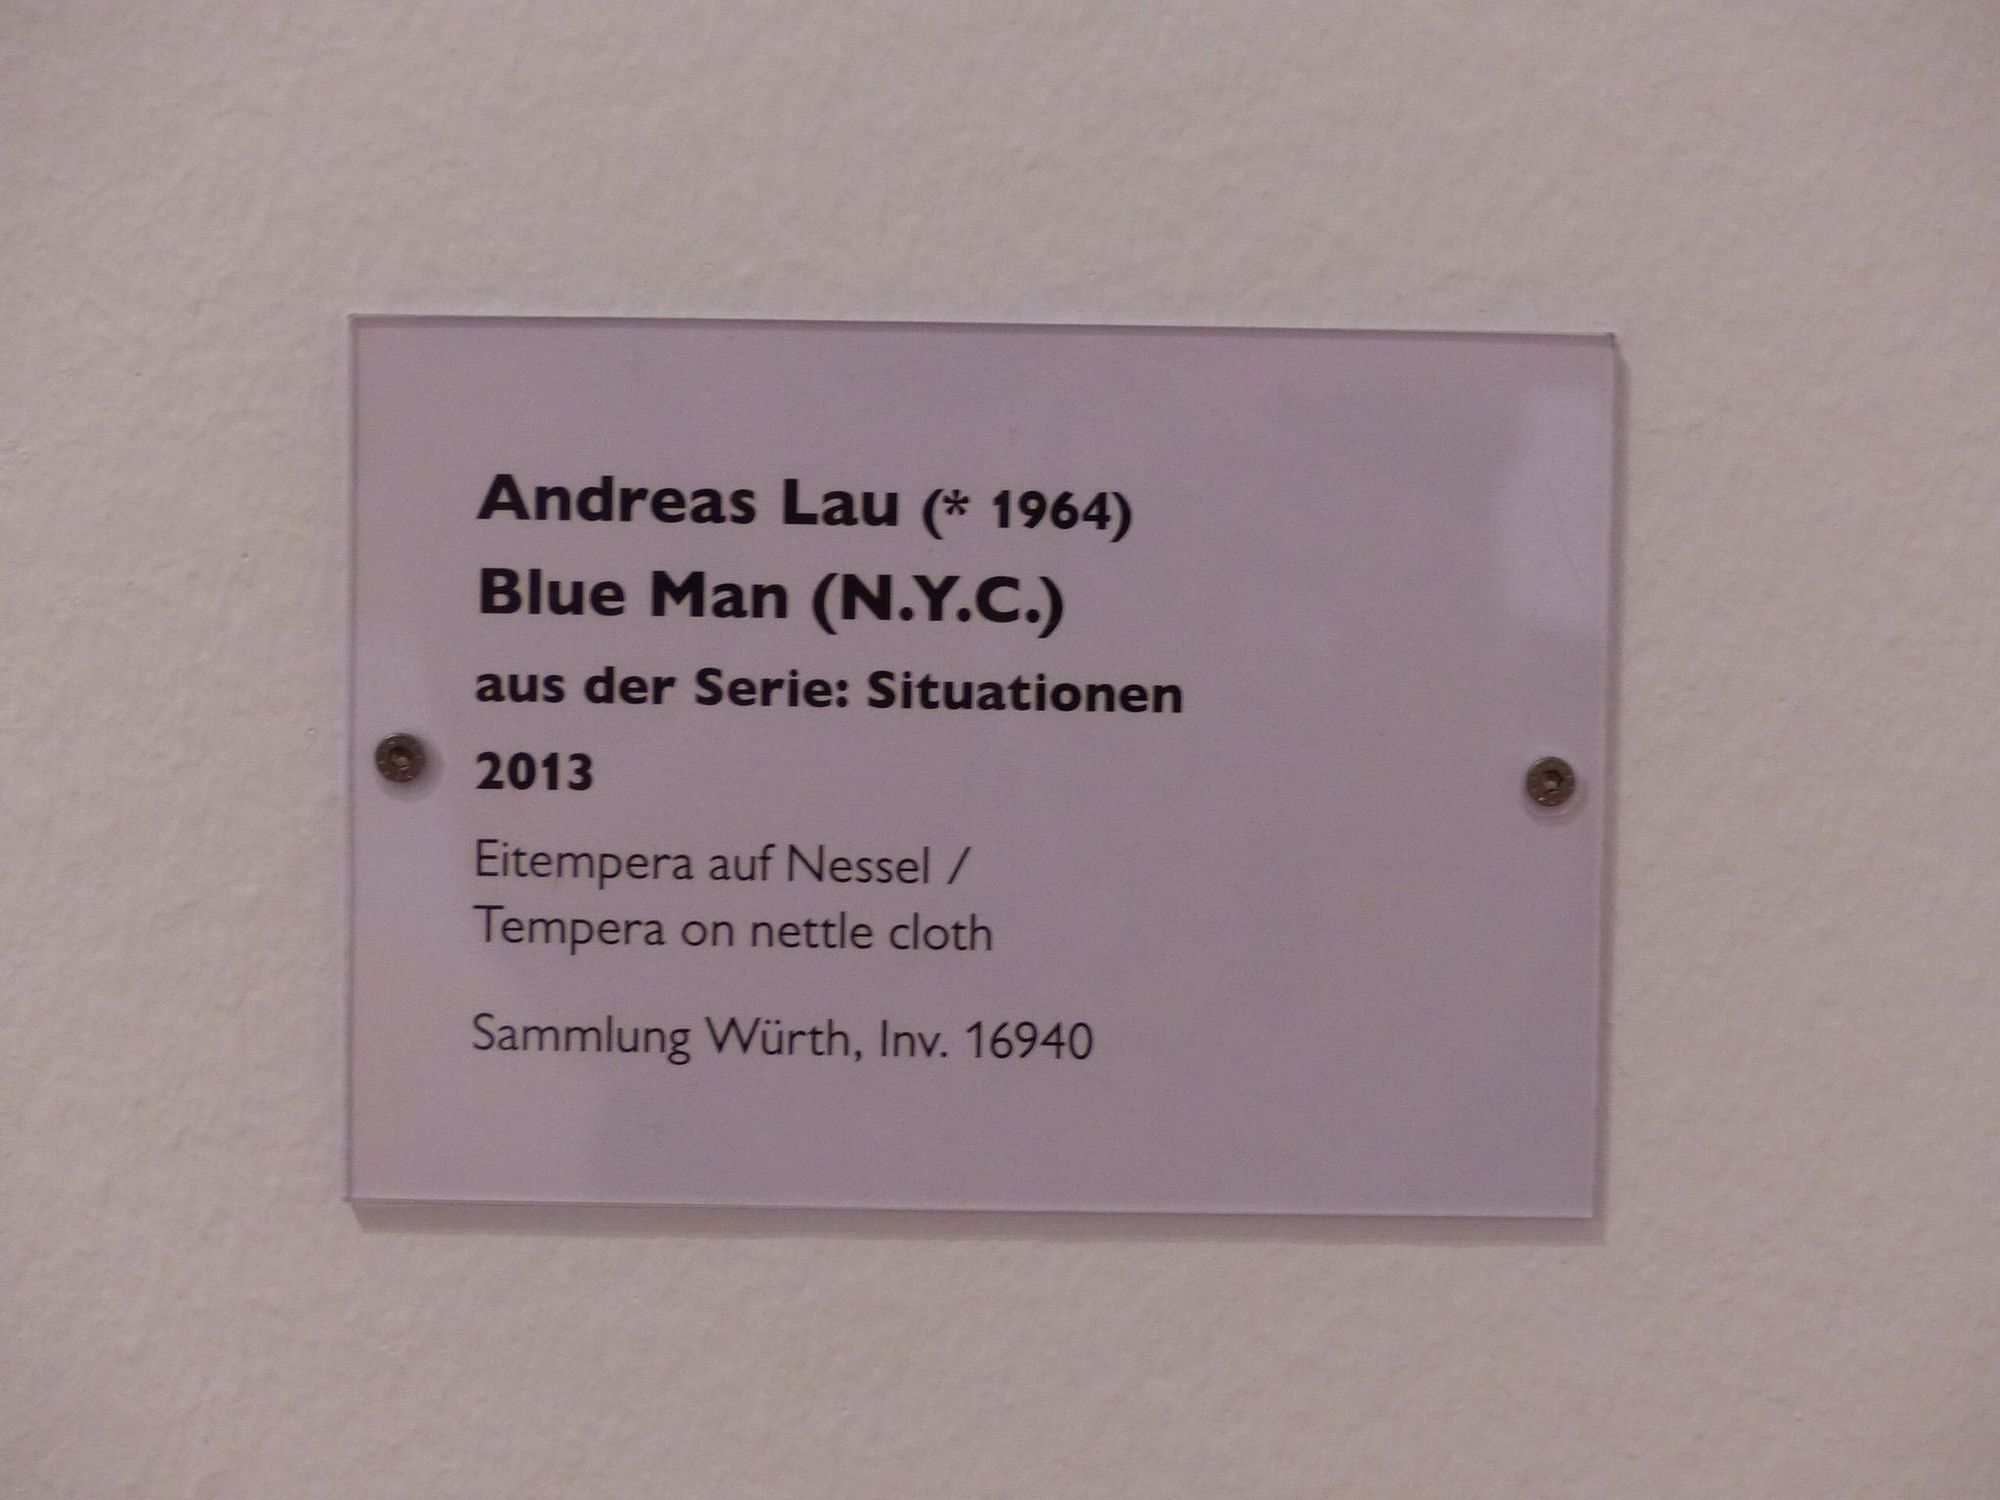 Andreas Lau (* 1964)
Blue Man (N.Y.C.)
aus der Serie: Situationen
2013
Eitempera auf Nessel /
Tempera on nettle cloth
Sammlung Würth, Inv. 16940